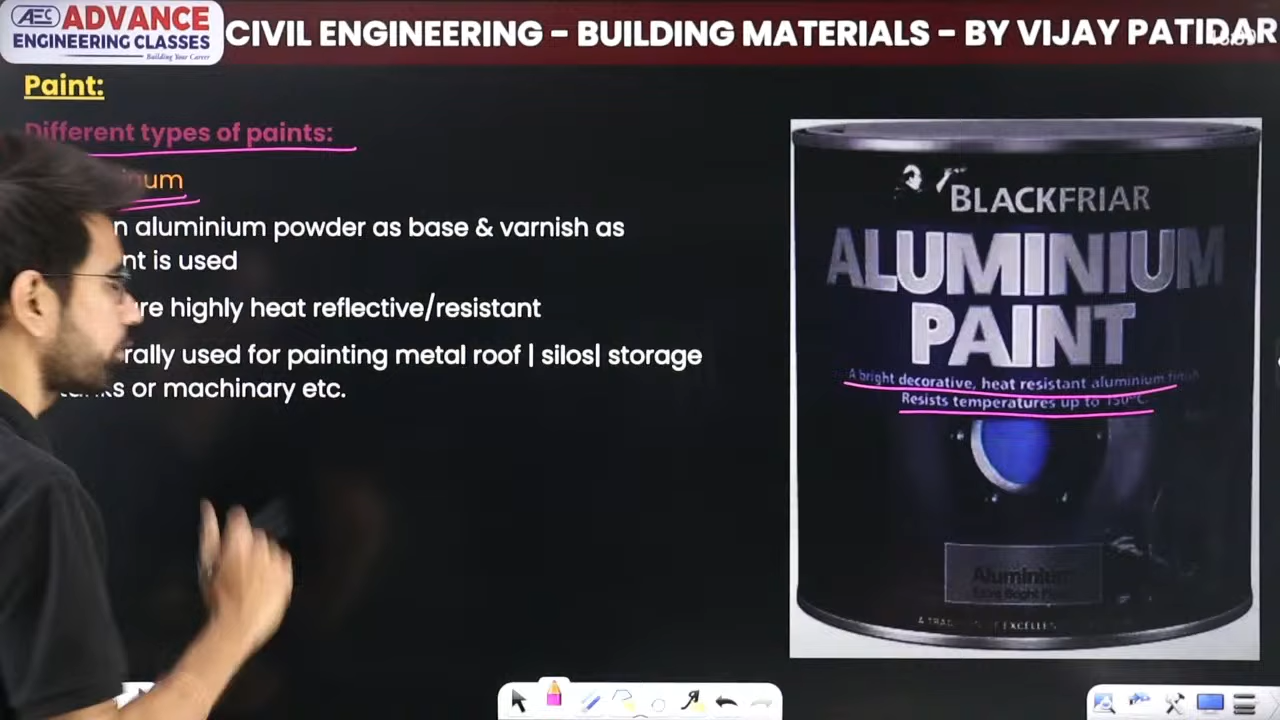 AEC ADVANCE
ENGINEERING CLASSES
Building Your Career
CIVIL ENGINEERING - BUILDING MATERIALS - BY VIJAY PATIDAR
Paint:
Different types of paints:
num
n aluminium powder as base & varnish as
nt is used
re highly heat reflective/resistant
rally used for painting metal roof | silos| storage
tanks or machinary etc.
BLACKFRIAR
ALUMINIUM
PAINT
A bright decorative, heat resistant aluminium finish
Resists temperatures up to 150°C
Aluminium